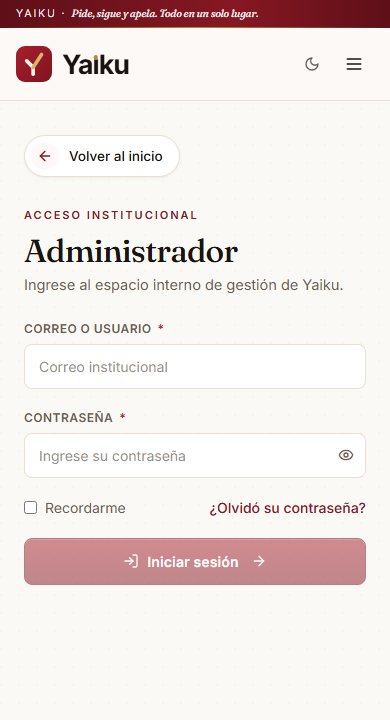 YAIKU · Pide, sigue y apela. Todo en un solo lugar.
Yaiku
Volver al inicio
ACCESO INSTITUCIONAL
Administrador
Ingrese al espacio interno de gestión de Yaiku.
CORREO O USUARIO *
Correo institucional
CONTRASEÑA *
Ingrese su contraseña
Recordarme ¿Olvidó su contraseña?
Iniciar sesión